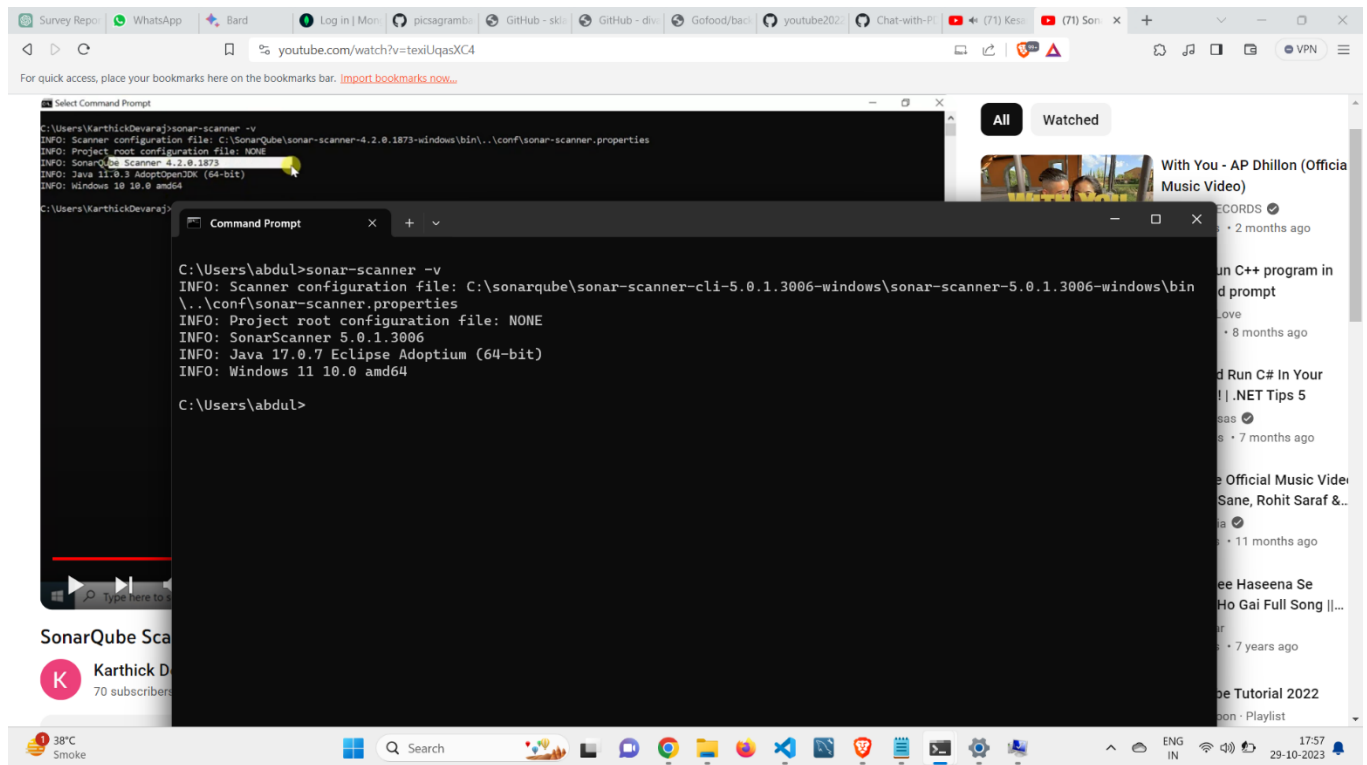 Survey Repor
WhatsApp
Bard
Log in | Mon
picsagrambe
GitHub - skla
GitHub - div
Gofood/back
youtube2022
Chat-with-P
(71) Kesa
(71) Son
youtube.com/watch?v=texiUqasXC4
VPN
For quick access, place your bookmarks here on the bookmarks bar. Import bookmarks now...
Select Command Prompt
C:\Users\KarthickDevaraj>sonar-scanner -v
INFO: Scanner configuration file: C:\SonarQube\sonar-scanner-4.2.0.1873-windows\bin\..\conf\sonar-scanner.properties
INFO: Project root configuration file: NONE
INFO: SonarQube Scanner 4.2.0.1873
INFO: Java 11.0.3 AdoptOpenJDK (64-bit)
INFO: Windows 10 10.0 amd64
C:\Users\KarthickDevaraj>
Command Prompt
C:\Users\abdul>sonar-scanner -v
INFO: Scanner configuration file: C:\sonarqube\sonar-scanner-cli-5.0.1.3006-windows\sonar-scanner-5.0.1.3006-windows\bin
\..\conf\sonar-scanner.properties
INFO: Project root configuration file: NONE
INFO: SonarScanner 5.0.1.3006
INFO: Java 17.0.7 Eclipse Adoptium (64-bit)
INFO: Windows 11 10.0 amd64
C:\Users\abdul>
All
Watched
With You - AP Dhillon (Officia
Music Video)
ECORDS
• 2 months ago
un C++ program in
d prompt
Love
• 8 months ago
d Run C# In Your
! | .NET Tips 5
sas
s • 7 months ago
e Official Music Vide
Sane, Rohit Saraf &...
ia
• 11 months ago
ee Haseena Se
Ho Gai Full Song ||...
ar
• 7 years ago
be Tutorial 2022
oon · Playlist
Type here to s
SonarQube Sca
K
Karthick D
70 subscribers
1
38°C
Smoke
Search
ENG
IN
17:57
29-10-2023